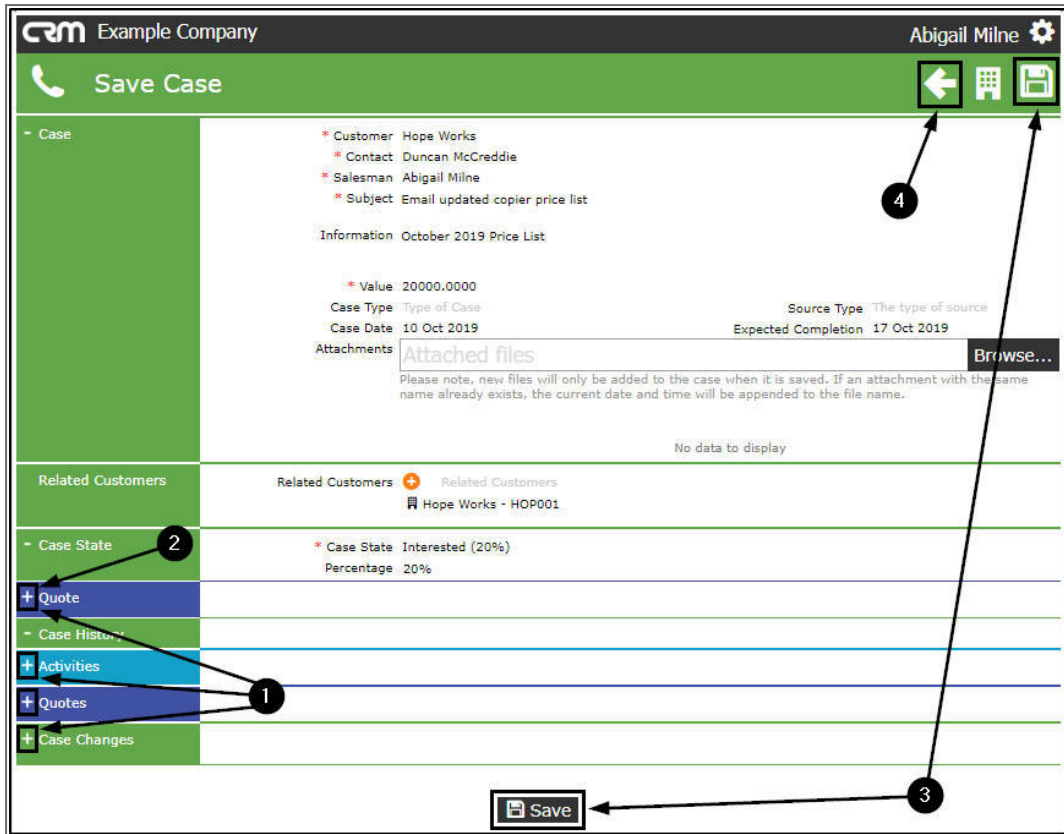 CRM Example Company
Abigail Milne
Save Case
- Case
* Customer Hope Works
* Contact Duncan McCreddie
* Salesman Abigail Milne
* Subject Email updated copier price list
4
Information October 2019 Price List
* Value 20000.0000
Case Type Type of Case
Source Type The type of source
Case Date 10 Oct 2019
Expected Completion 17 Oct 2019
Attachments Attached files Browse...
Please note, new files will only be added to the case when it is saved. If an attachment with the same
name already exists, the current date and time will be appended to the file name.
No data to display
Related Customers
Related Customers + Related Customers
Hope Works - HOP001
- Case State
2
* Case State Interested (20%)
Percentage 20%
+ Quote
- Case History
+ Activities
+ Quotes
1
+ Case Changes
3
Save